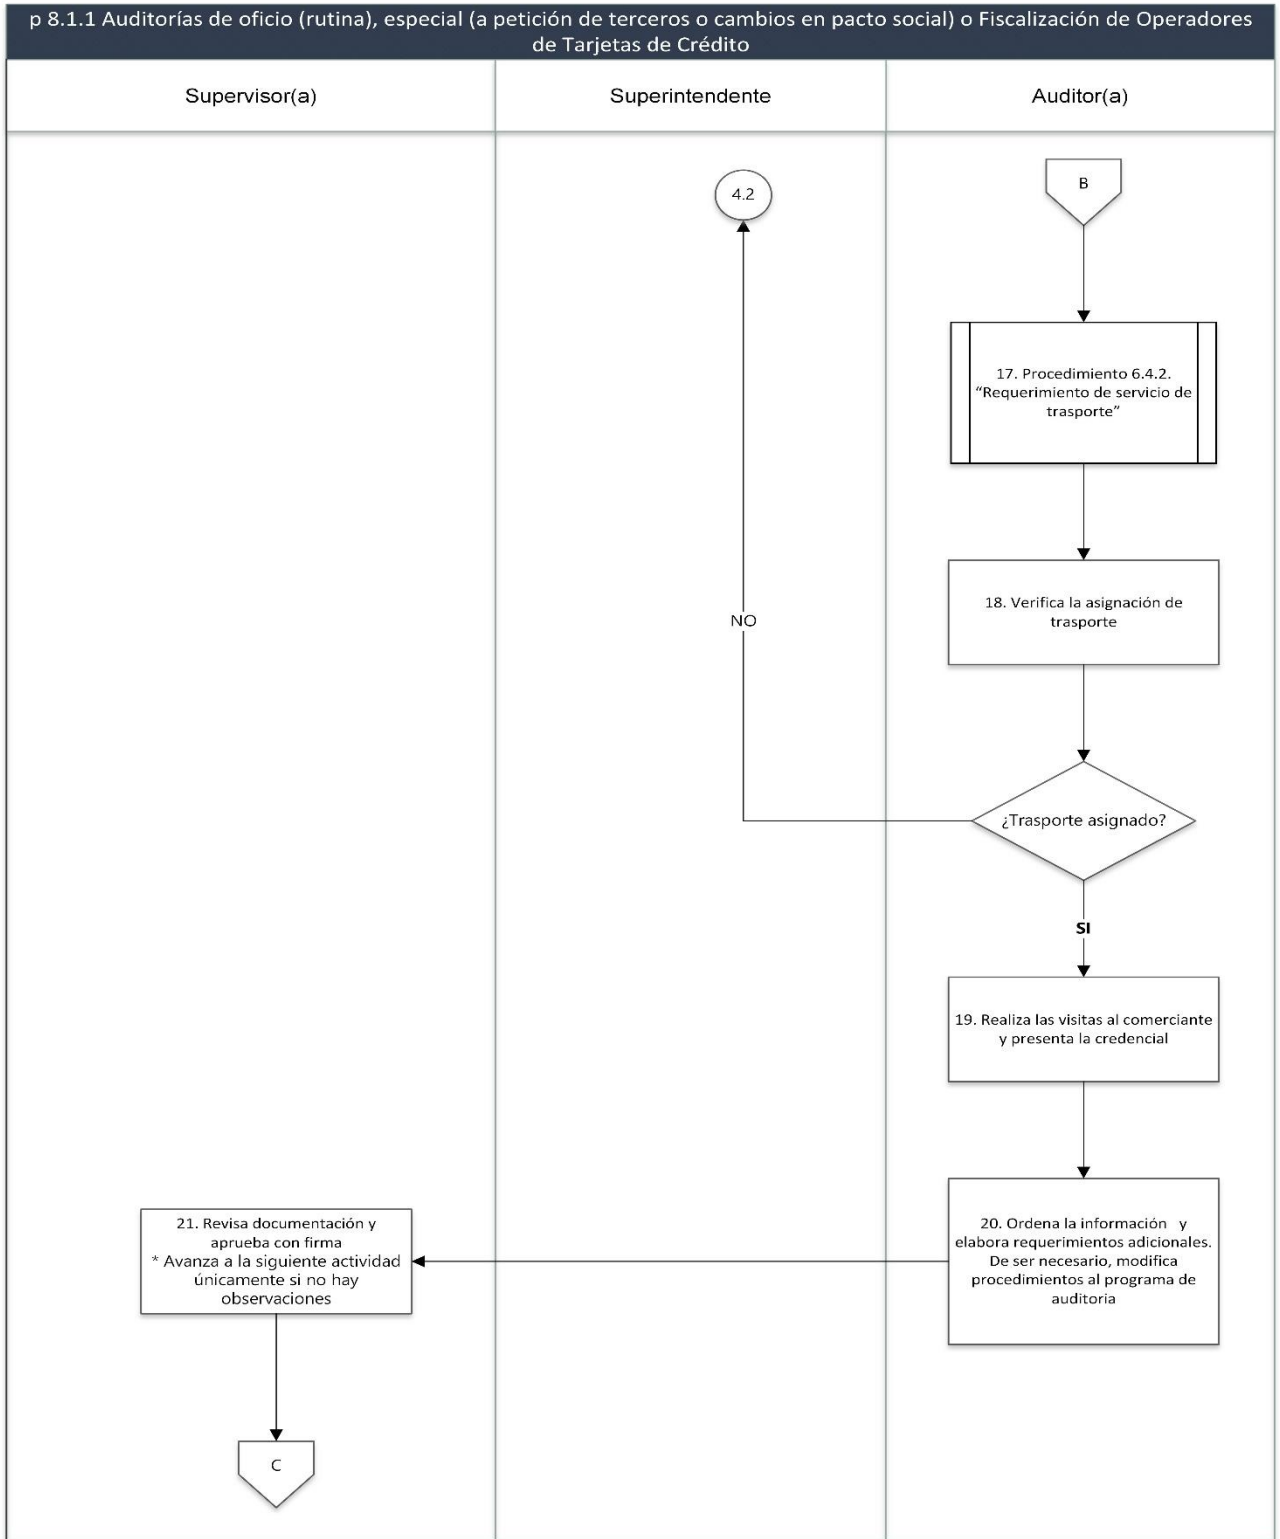 p 8.1.1 Auditorías de oficio (rutina), especial (a petición de terceros o cambios en pacto social) o Fiscalización de Operadores
de Tarjetas de Crédito
Supervisor(a)
Superintendente
Auditor(a)
4.2
B
17. Procedimiento 6.4.2.
“Requerimiento de servicio de
trasporte”
18. Verifica la asignación de
trasporte
NO
¿Trasporte asignado?
SI
19. Realiza las visitas al comerciante
y presenta la credencial
20. Ordena la información y
elabora requerimientos adicionales.
De ser necesario, modifica
procedimientos al programa de
auditoria
21. Revisa documentación y
aprueba con firma
* Avanza a la siguiente actividad
únicamente si no hay
observaciones
C